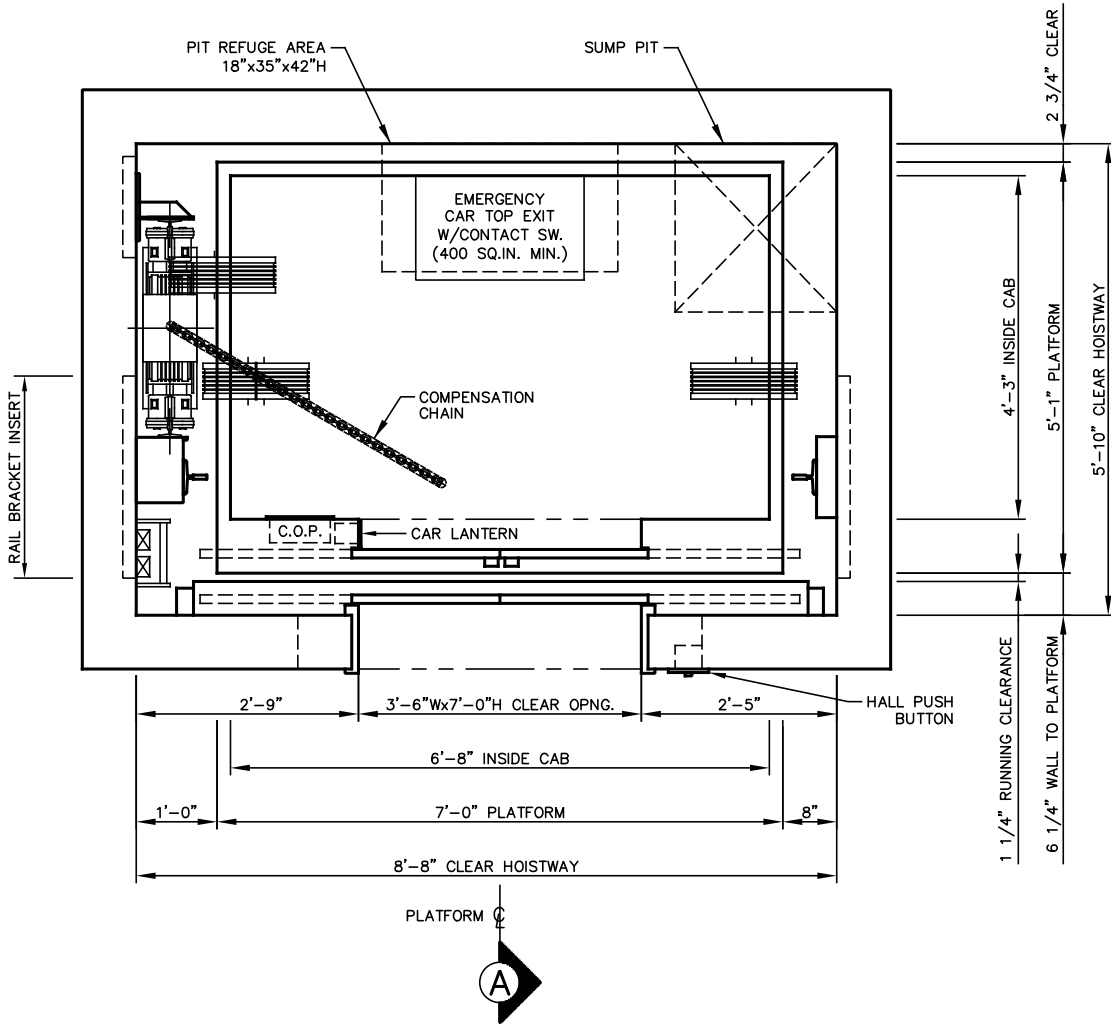 PIT REFUGE AREA
18"x35"x42"H
SUMP PIT
2 3/4" CLEAR
EMERGENCY
CAR TOP EXIT
W/CONTACT SW.
(400 SQ.IN. MIN.)
4'-3" INSIDE CAB
5'-1" PLATFORM
5'-10" CLEAR HOISTWAY
RAIL BRACKET INSERT
COMPENSATION
CHAIN
C.O.P.
CAR LANTERN
HALL PUSH
BUTTON
1 1/4" RUNNING CLEARANCE
6 1/4" WALL TO PLATFORM
2'-9"
3'-6"Wx7'-0"H CLEAR OPNG.
2'-5"
6'-8" INSIDE CAB
1'-0"
7'-0" PLATFORM
8"
8'-8" CLEAR HOISTWAY
PLATFORM ℄
A